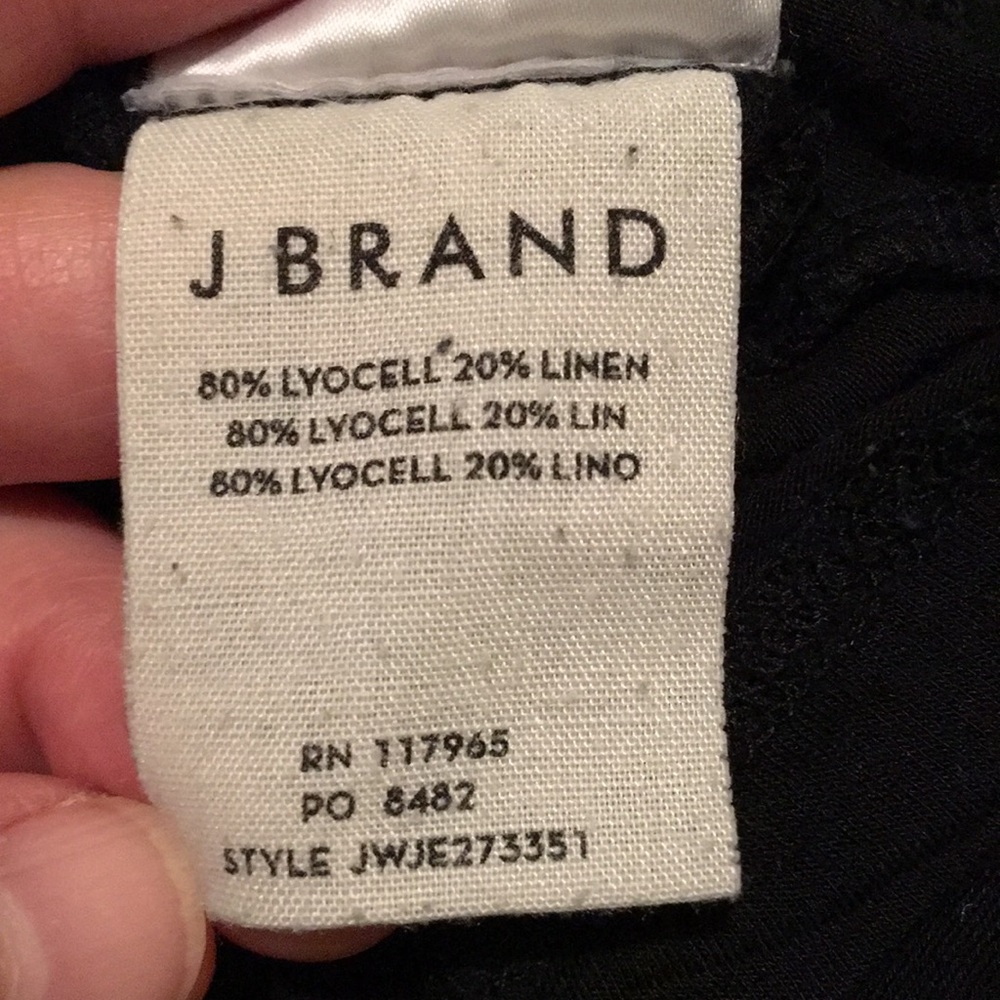 J BRAND
80% LYOCELL 20% LINEN
80% LYOCELL 20% LIN
80% LYOCELL 20% LINO
RN 117965
PO 8482
STYLE JWJE273351